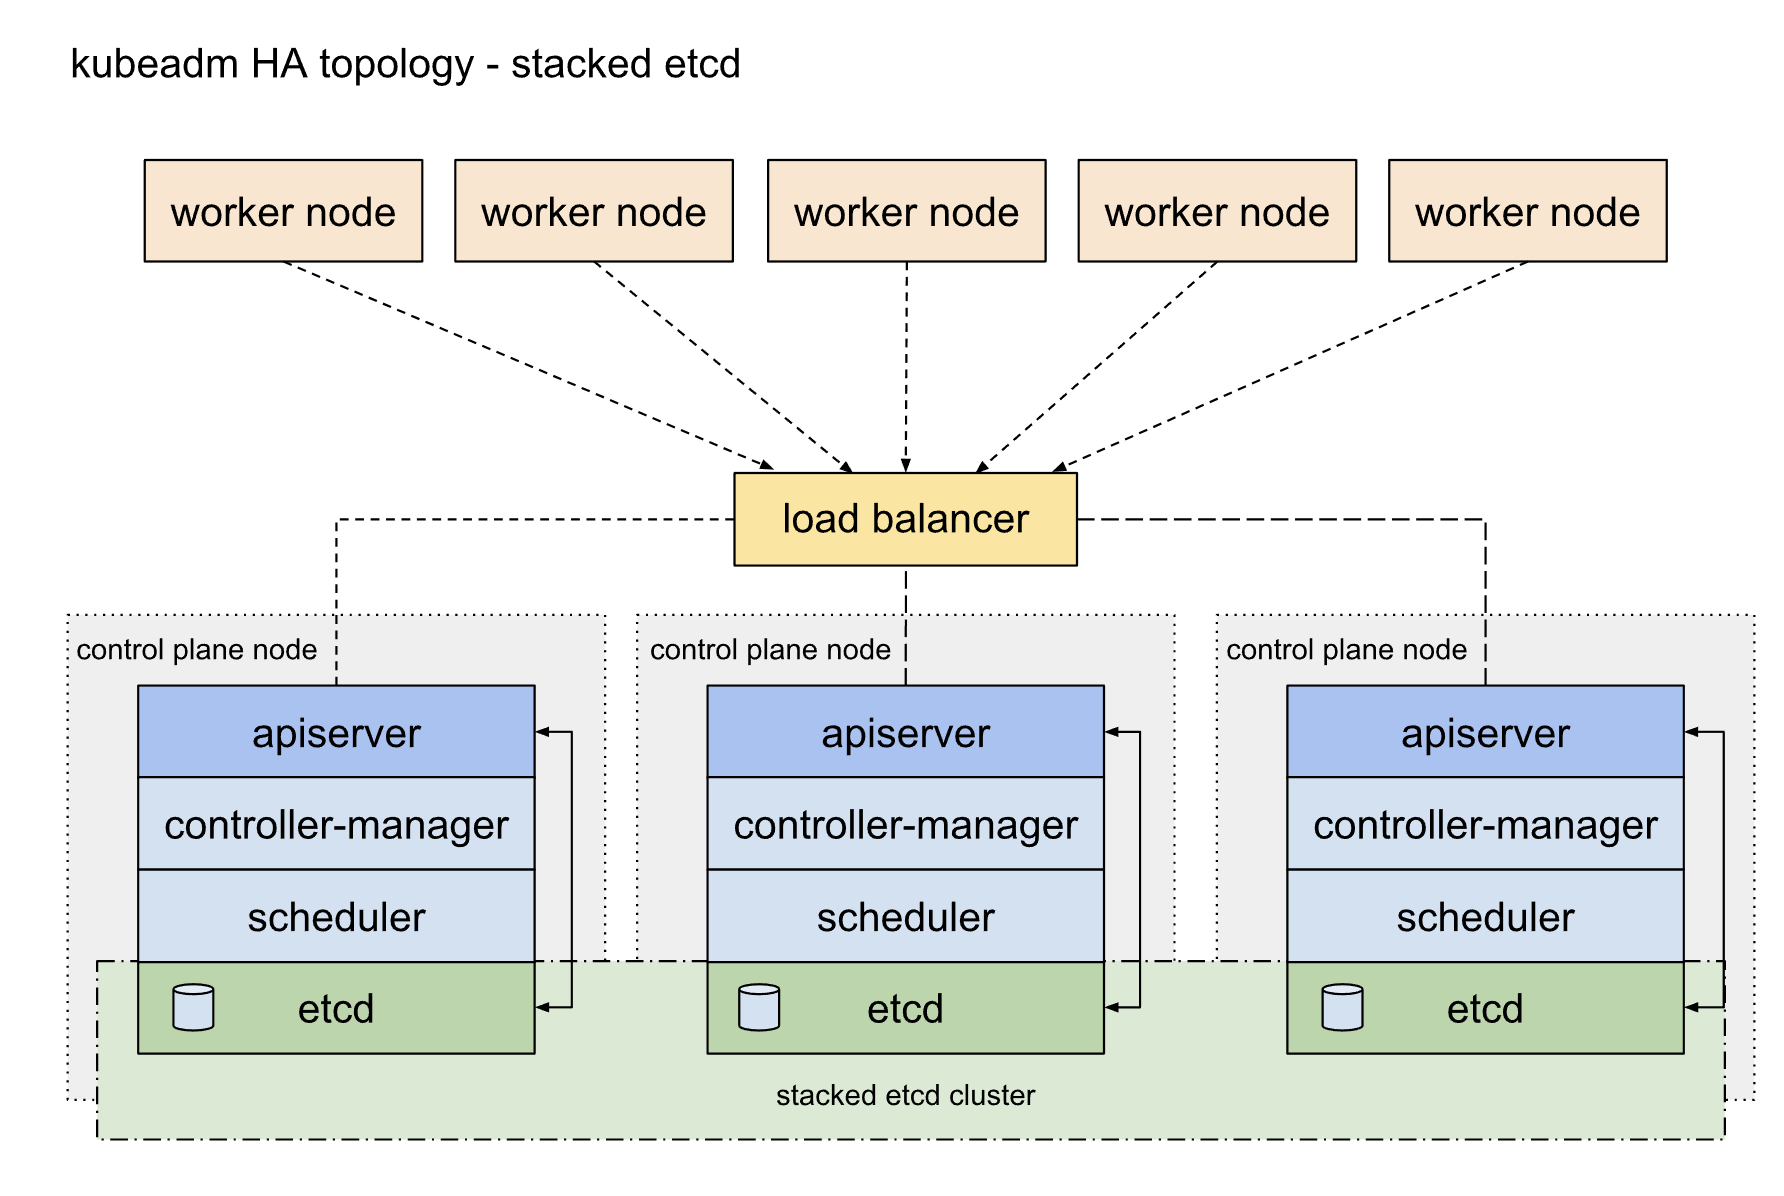 kubeadm HA topology - stacked etcd
worker node
worker node
worker node
worker node
worker node
load balancer
control plane node
apiserver
controller-manager
scheduler
etcd
control plane node
apiserver
controller-manager
scheduler
etcd
control plane node
apiserver
controller-manager
scheduler
etcd
stacked etcd cluster